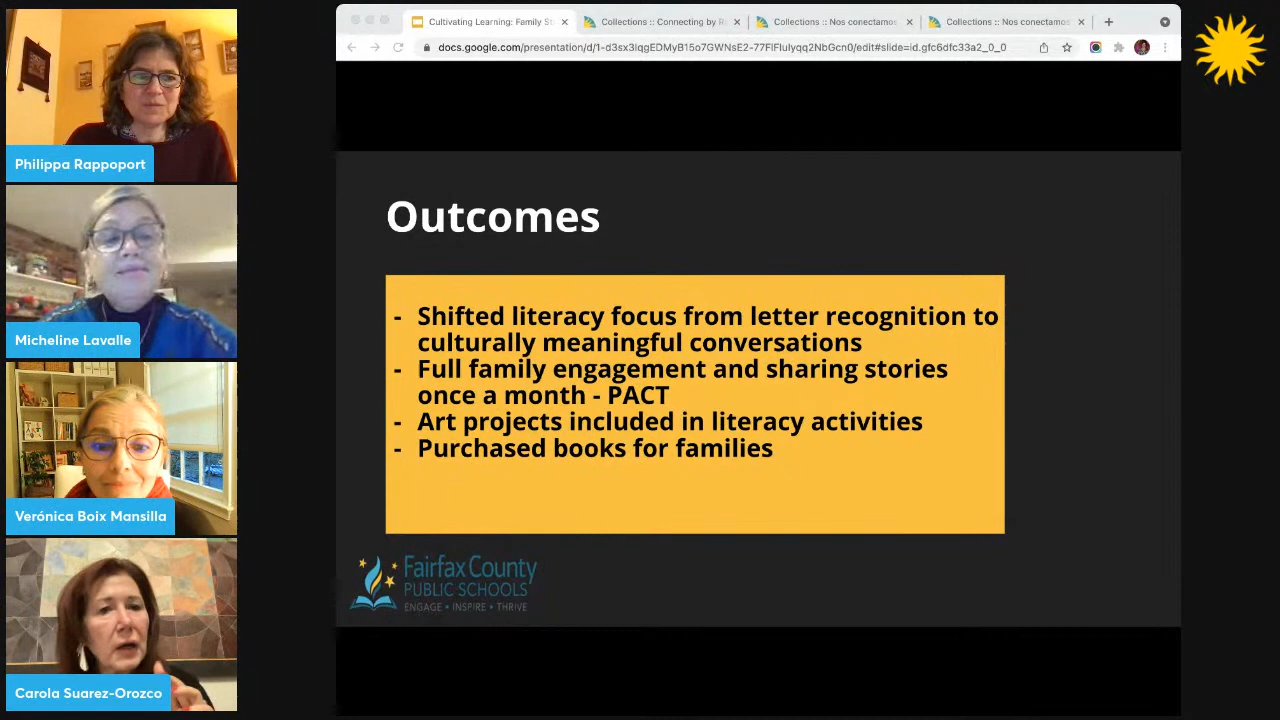 Cultivating Learning: Family St
Collections :: Connecting by R
Collections :: Nos conectamos
Collections :: Nos conectamos
docs.google.com/presentation/d/1-d3sx3lqgEDMyB15o7GWNsE2-77FlFluIyqq2NbGcn0/edit#slide=id.gfc6dfc33a2_0_0
Philippa Rappoport
Micheline Lavalle
Verónica Boix Mansilla
Carola Suarez-Orozco
Outcomes
- Shifted literacy focus from letter recognition to
culturally meaningful conversations
- Full family engagement and sharing stories
once a month - PACT
- Art projects included in literacy activities
- Purchased books for families
Fairfax County
PUBLIC SCHOOLS
ENGAGE • INSPIRE • THRIVE